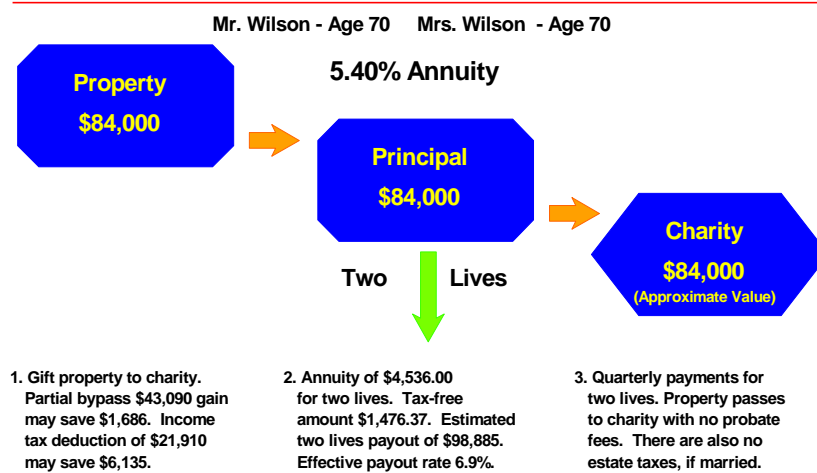 Mr. Wilson - Age 70 Mrs. Wilson - Age 70
5.40% Annuity
Property
$84,000
Principal
$84,000
Charity
$84,000
(Approximate Value)
Two Lives
1. Gift property to charity.
Partial bypass $43,090 gain
may save $1,686. Income
tax deduction of $21,910
may save $6,135.
2. Annuity of $4,536.00
for two lives. Tax-free
amount $1,476.37. Estimated
two lives payout of $98,885.
Effective payout rate 6.9%.
3. Quarterly payments for
two lives. Property passes
to charity with no probate
fees. There are also no
estate taxes, if married.